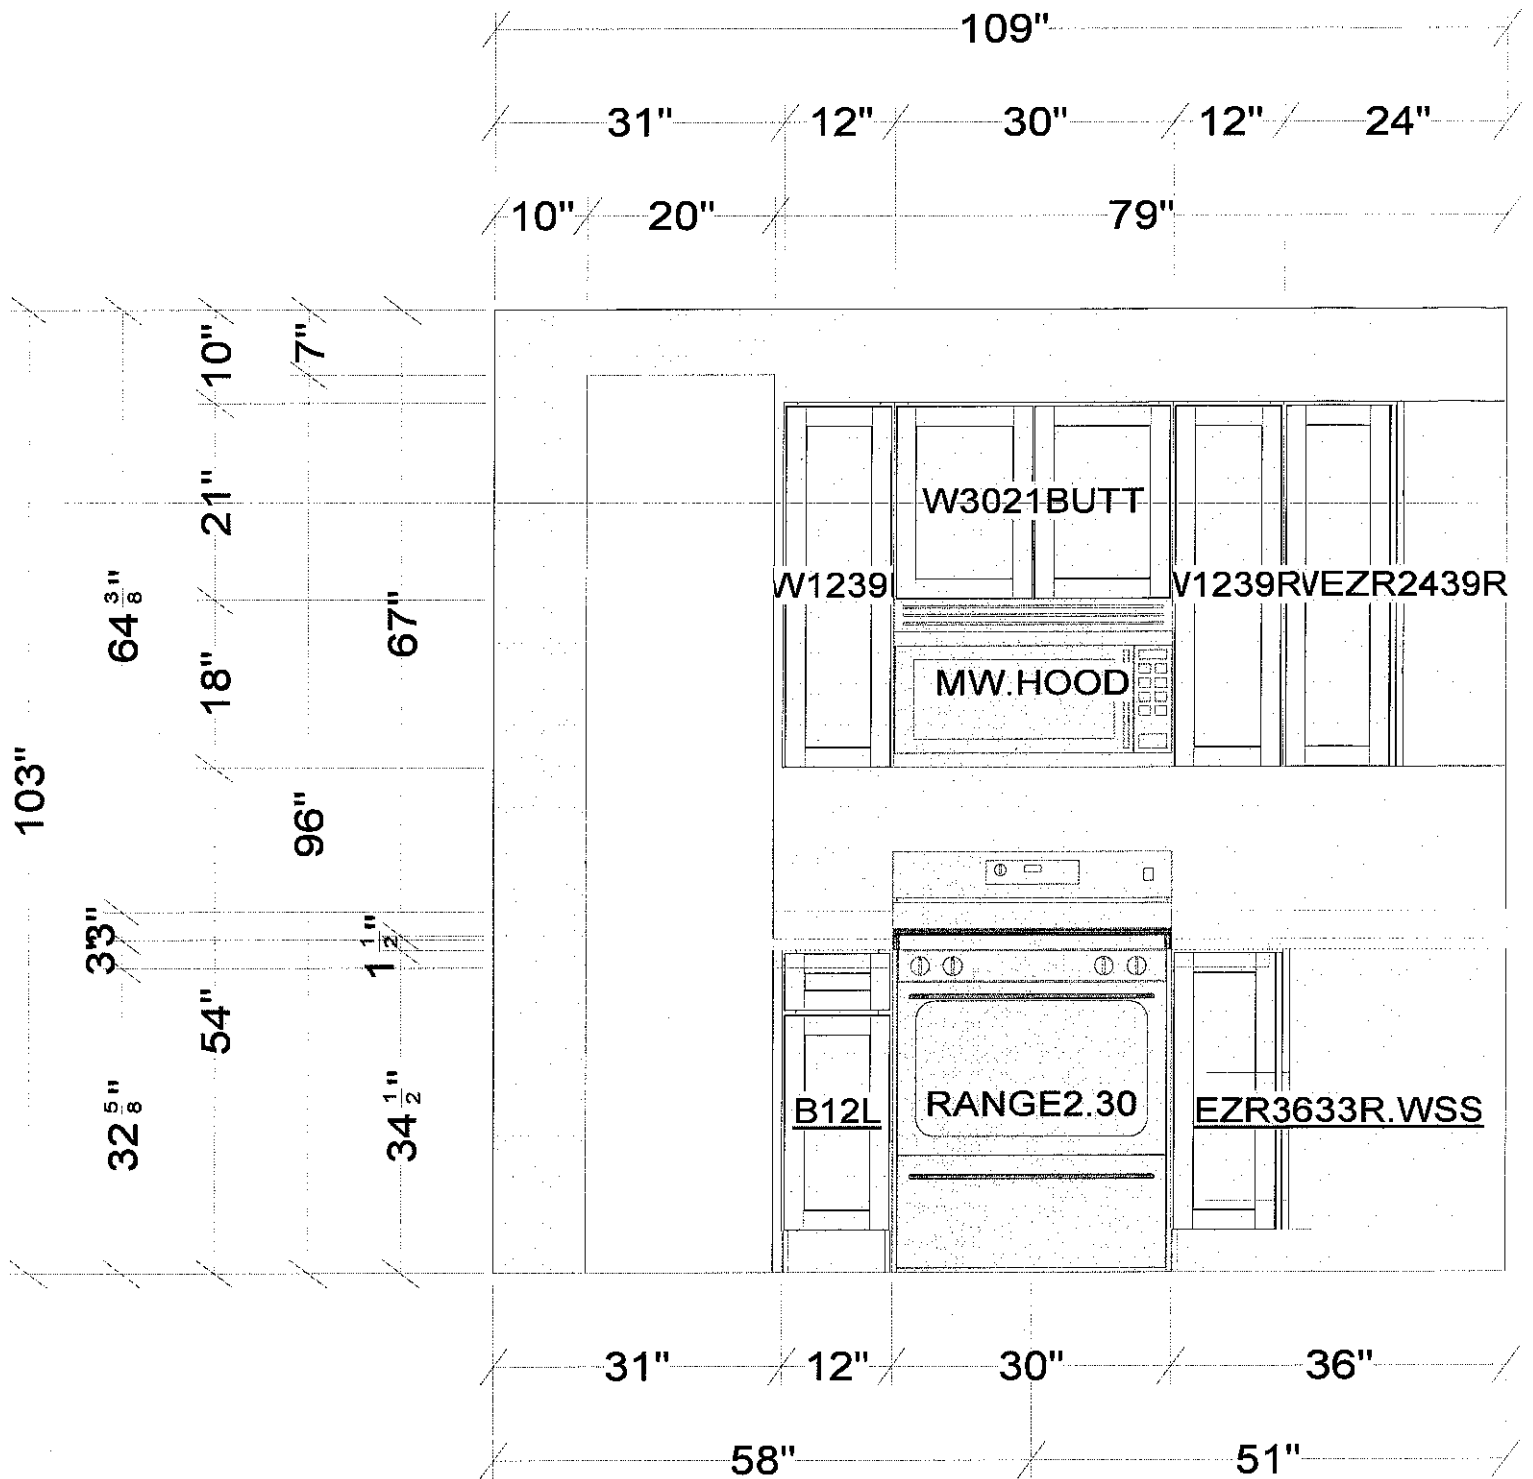 109"
31" 12" 30" 12" 24"
10" 20" 79"
10" 7"
21"
W3021BUTT
64 3/8" 67"
W1239 W1239R WEZR2439R
18"
MW.HOOD
103"
96"
3" 3" 1 1/2"
54"
32 5/8" 34 1/2"
B12L RANGE2.30 EZR3633R.WSS
31" 12" 30" 36"
58" 51"